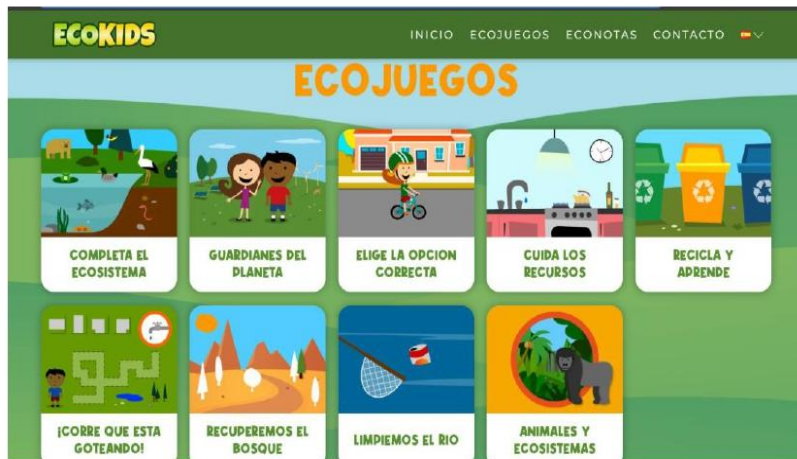 ECOKIDS
INICIO ECOJUEGOS ECONOTAS CONTACTO
ECOJUEGOS
COMPLETA EL
ECOSISTEMA
GUARDIANES DEL
PLANETA
ELIGE LA OPCION
CORRECTA
CUIDA LOS
RECURSOS
RECICLA Y
APRENDE
¡CORRE QUE ESTA
GOTEANDO!
RECUPEREMOS EL
BOSQUE
LIMPIEMOS EL RIO
ANIMALES Y
ECOSISTEMAS